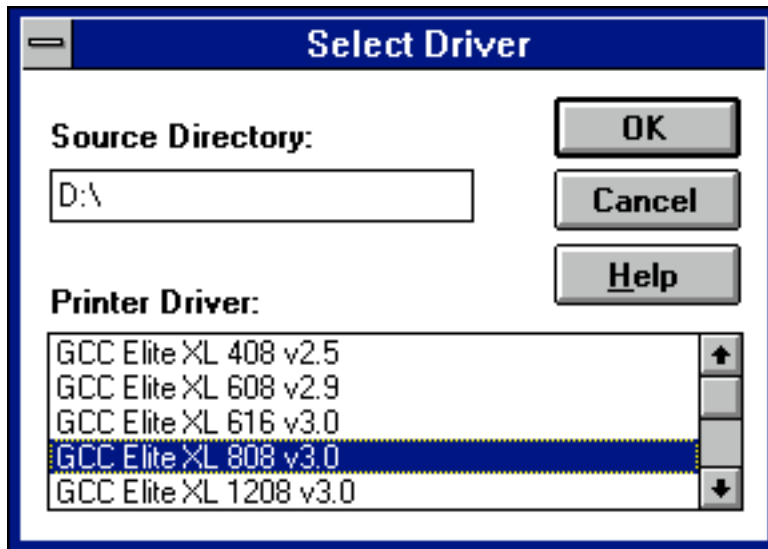 Select Driver
Source Directory:
D:\
OK
Cancel
Help
Printer Driver:
GCC Elite XL 408 v2.5
GCC Elite XL 608 v2.9
GCC Elite XL 616 v3.0
GCC Elite XL 808 v3.0
GCC Elite XL 1208 v3.0